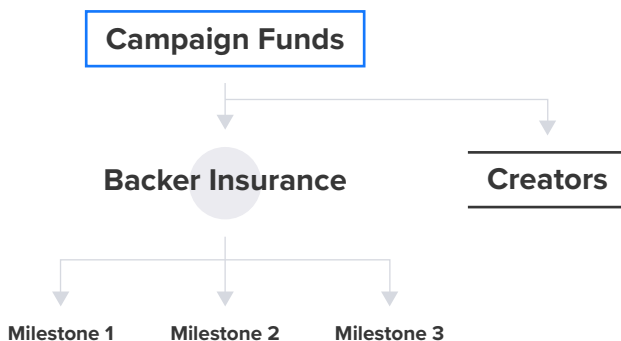 Campaign Funds
Backer Insurance
Creators
Milestone 1
Milestone 2
Milestone 3